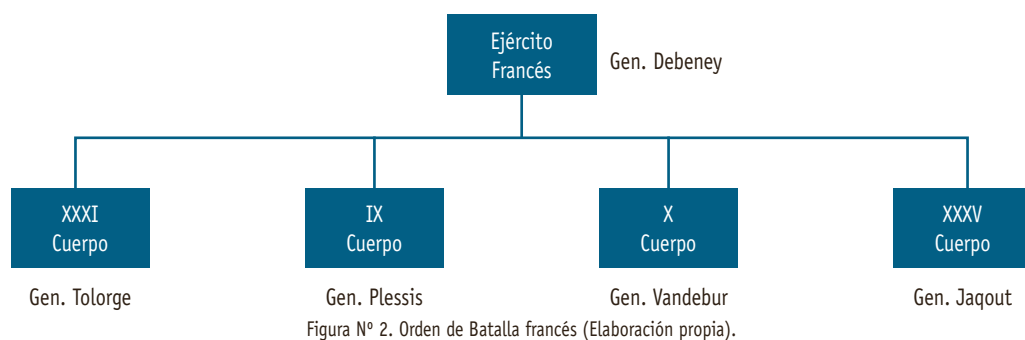 Ejército
Francés
Gen. Debeney
XXXI
Cuerpo
Gen. Tolorge
IX
Cuerpo
Gen. Plessis
X
Cuerpo
Gen. Vandebur
XXXV
Cuerpo
Gen. Jaqout
Figura Nº 2. Orden de Batalla francés (Elaboración propia).